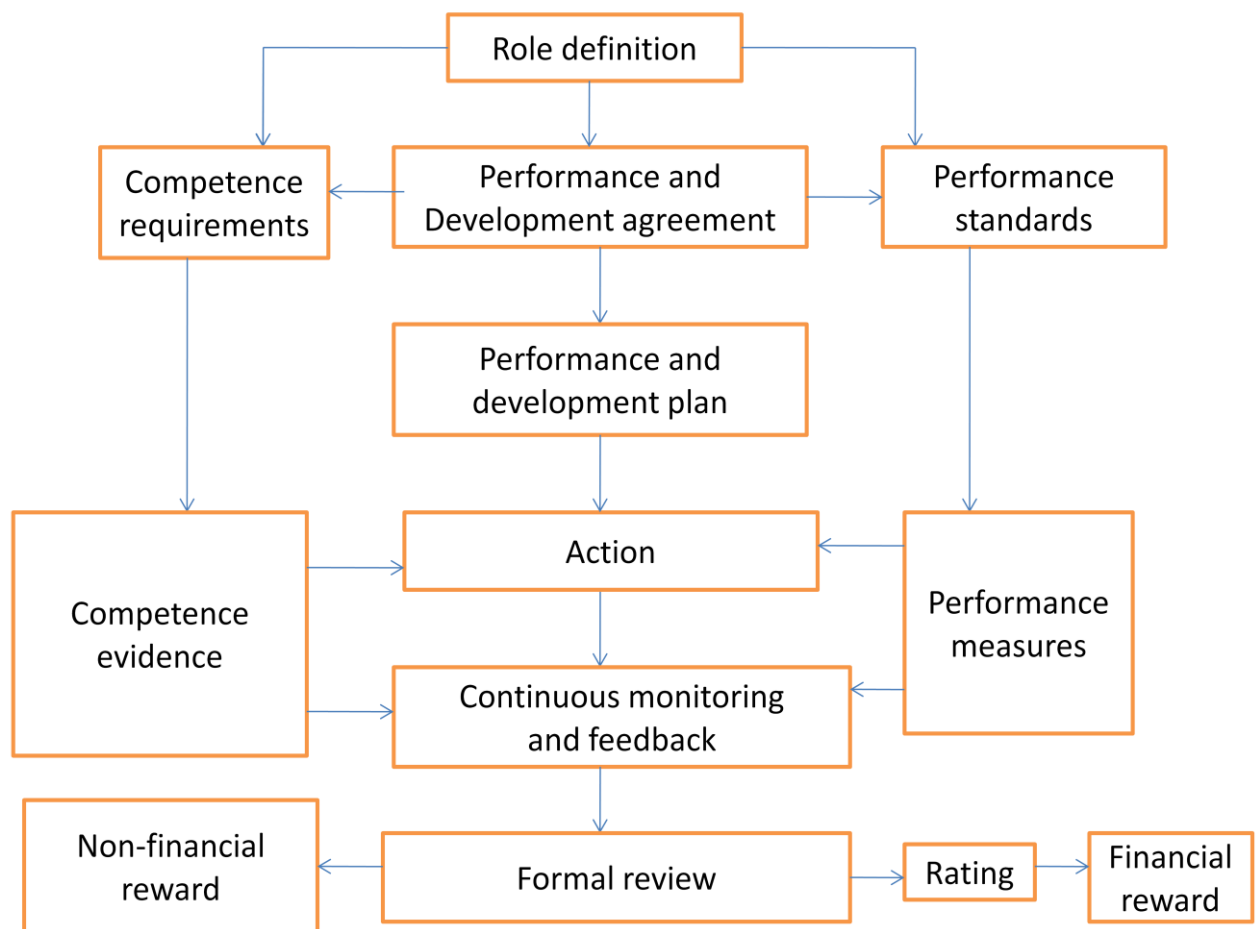 Role definition
Competence
requirements
Performance and
Development agreement
Performance
standards
Performance and
development plan
Action
Competence
evidence
Performance
measures
Continuous monitoring
and feedback
Non-financial
reward
Formal review
Rating
Financial
reward